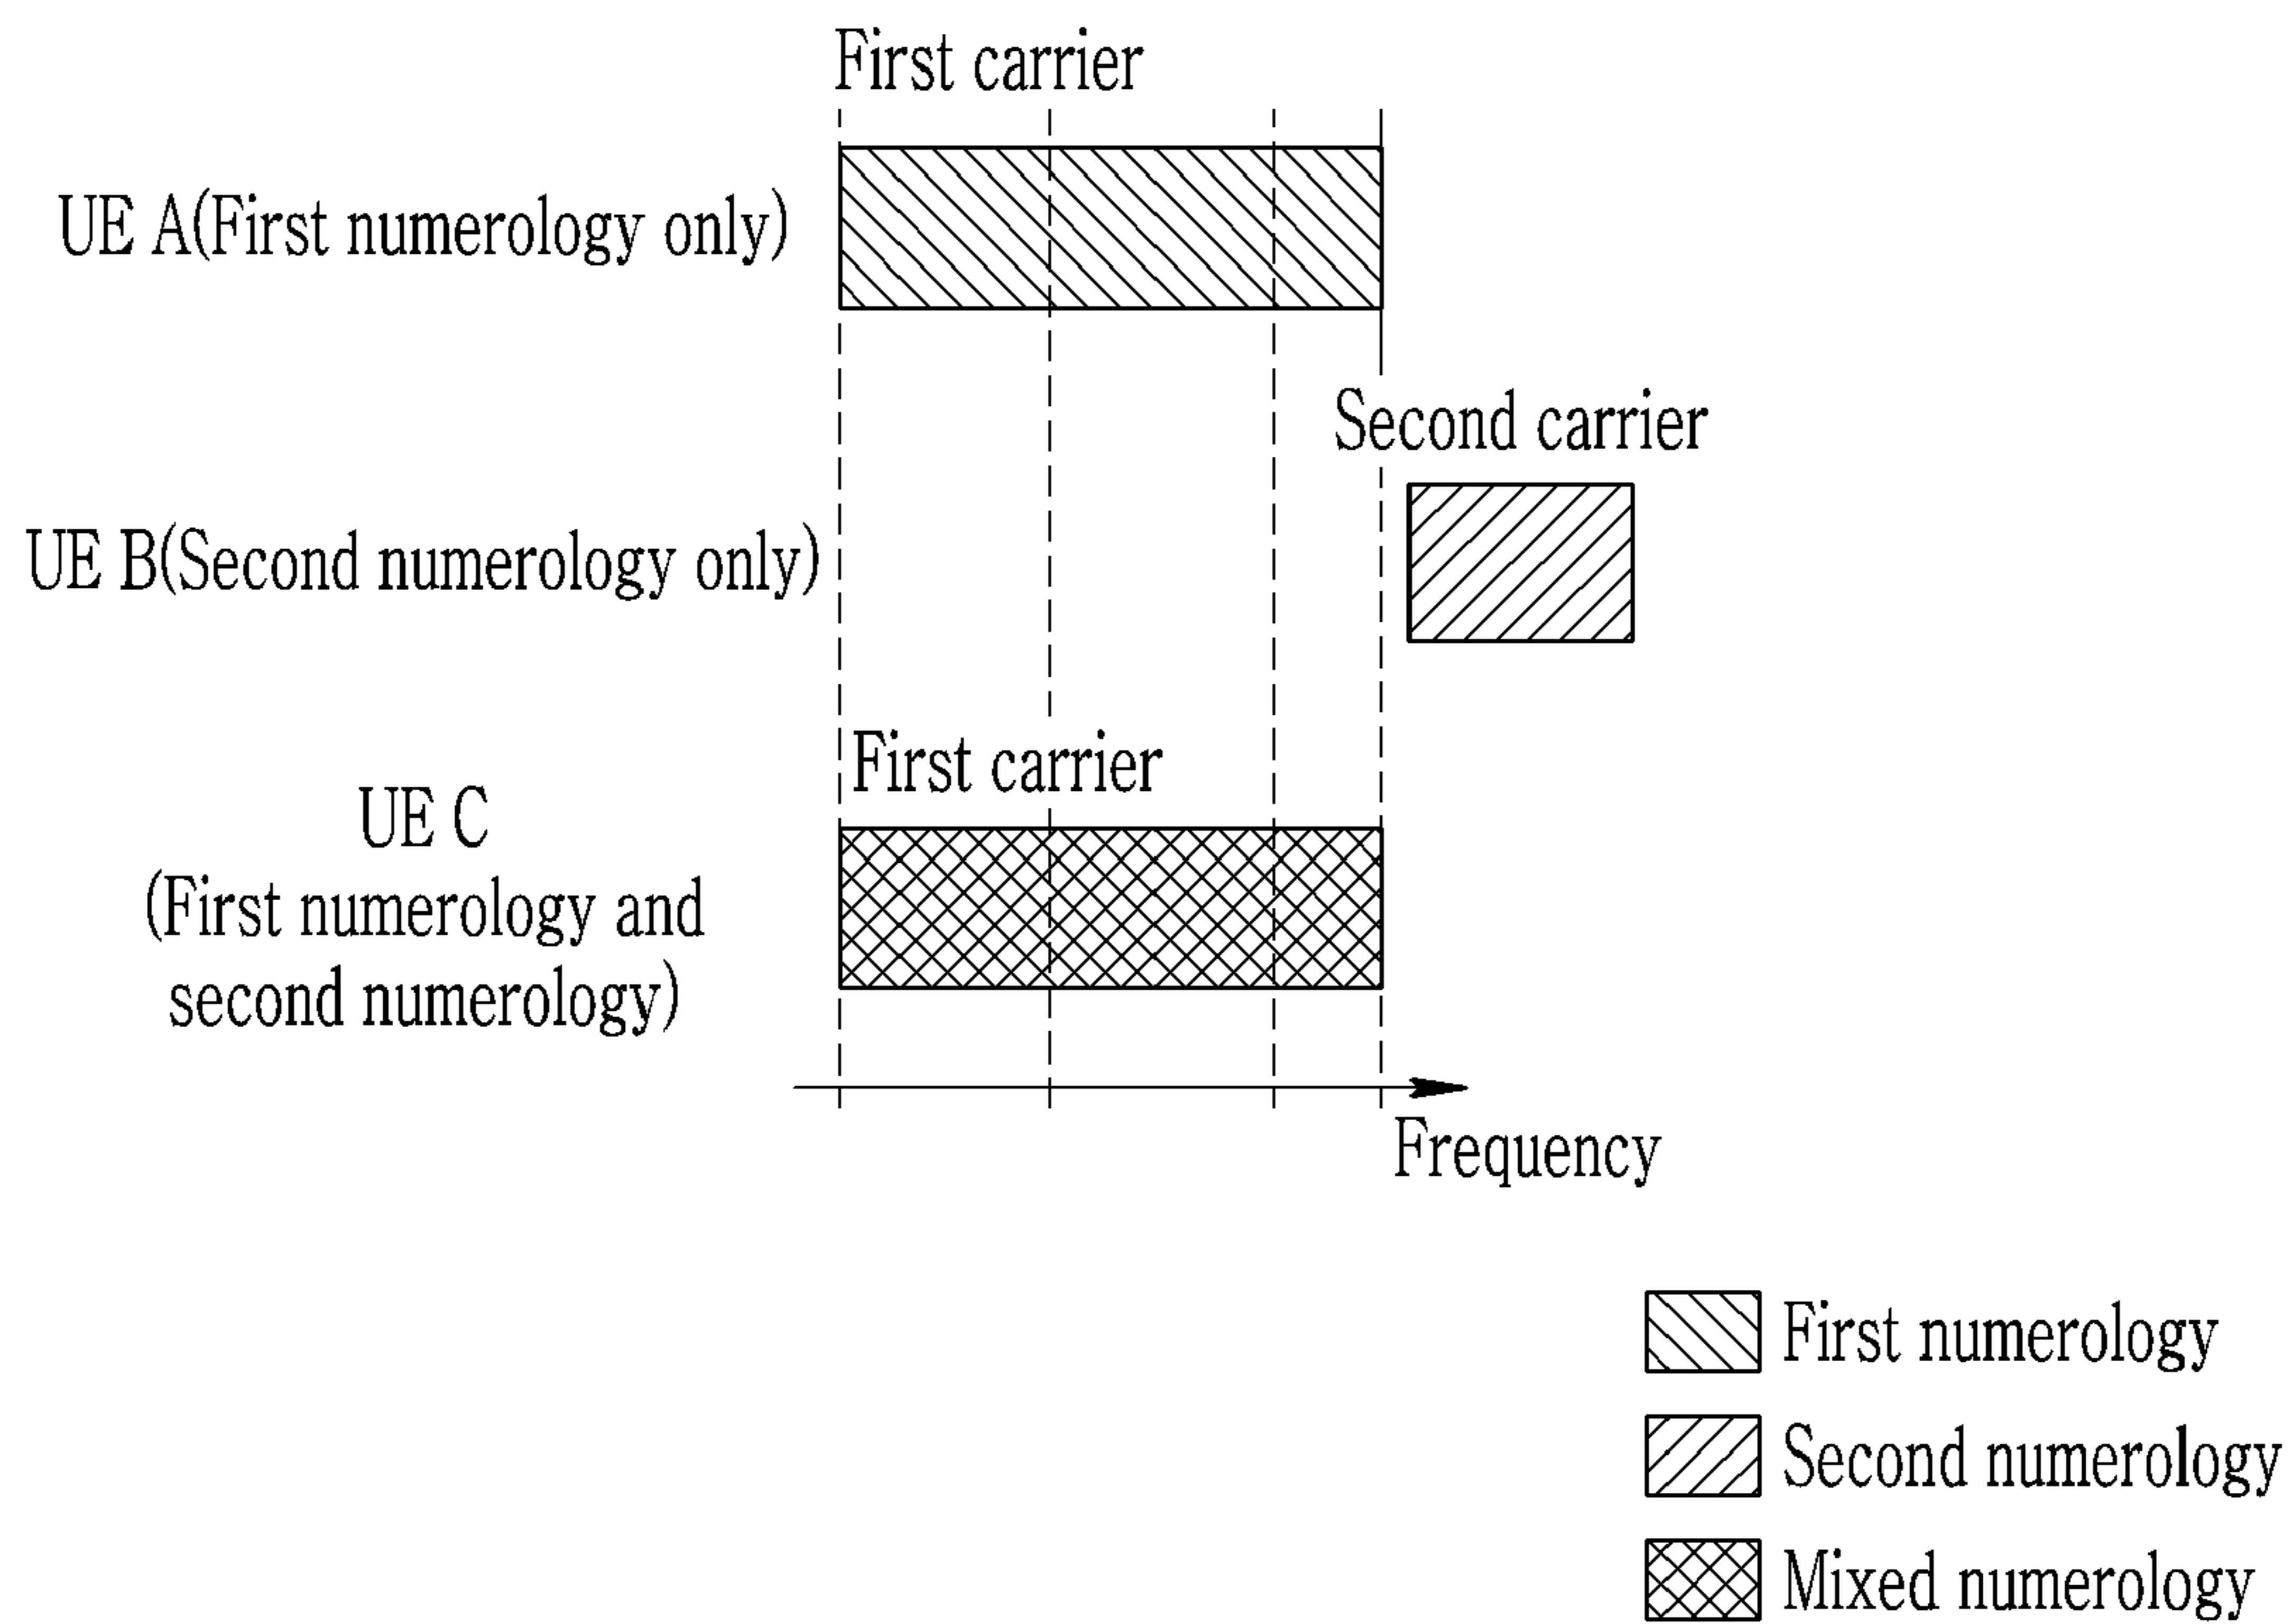 First carrier
UE A(First numerology only)
Second carrier
UE B(Second numerology only)
First carrier
UE C
(First numerology and
second numerology)
Frequency
First numerology
Second numerology
Mixed numerology